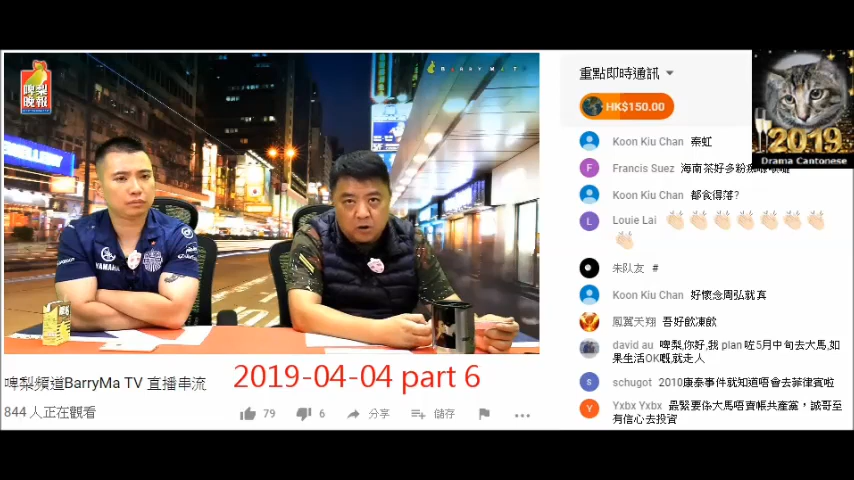 啤梨
晚報
BARRYMA TV
YAMAHA
重點即時通訊
HK$150.00
2019
Drama Cantonese
Koon Kiu Chan 秦虹
Francis Suez 海南茶好多粉
Koon Kiu Chan 都食得落?
Louie Lai
朱队友 #
Koon Kiu Chan 好懷念周弘就真
鳳翼天翔 吾好飲凍飲
david au 啤梨,你好,我 plan 咗5月中旬去大馬,如
果生活OK嘅,就走人
schugot 2010康泰事件就知道唔會去菲律賓啦
Yxbx Yxbx 最緊要係大馬唔賣帳共產黨，誠哥至
有信心去投資
啤梨頻道BarryMa TV 直播串流
2019-04-04 part 6
844 人正在觀看
79
6
分享
儲存